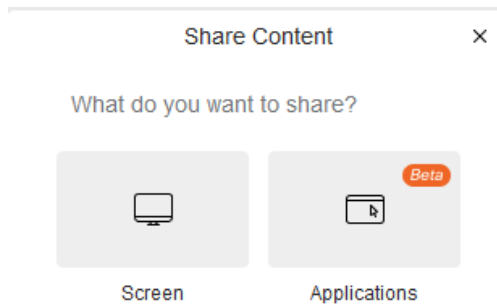 Share Content
What do you want to share?
Beta
Screen
Applications